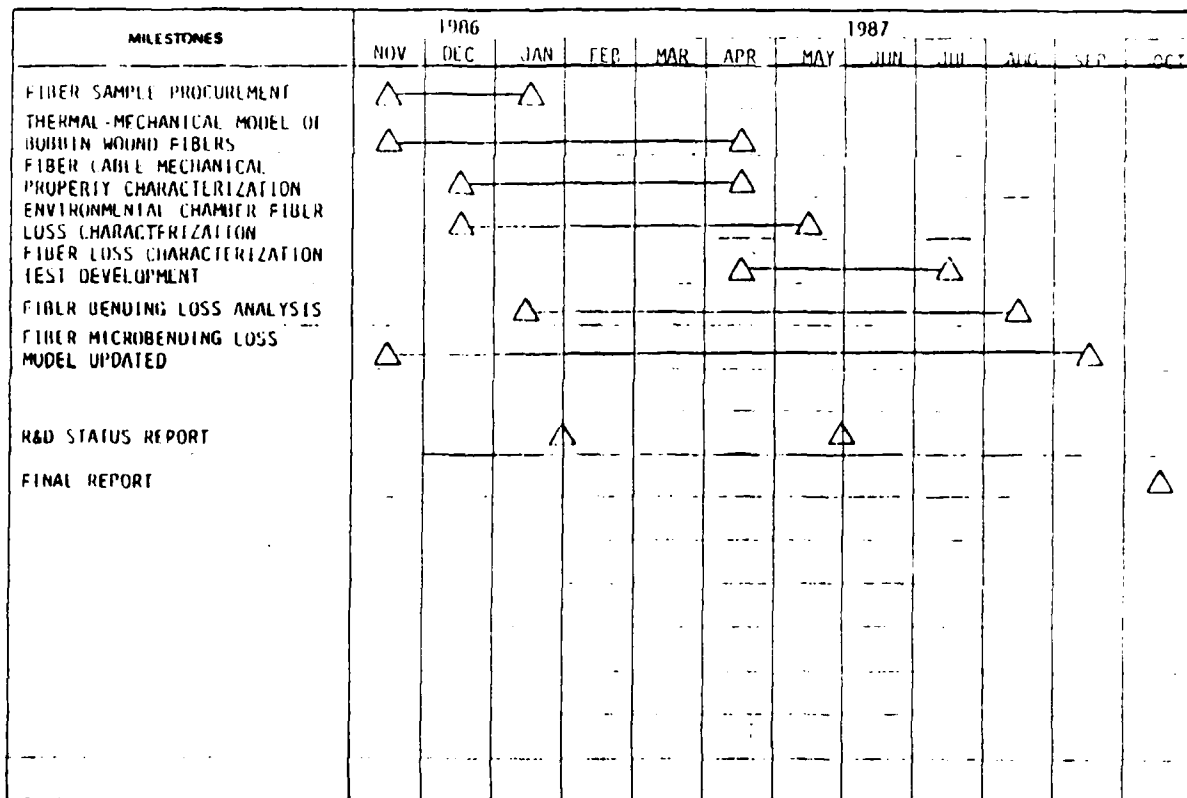 1986 1987
MILESTONES
NOV DEC JAN FEB MAR APR MAY JUN JUL AUG SEP OCT
FIBER SAMPLE PROCUREMENT
THERMAL-MECHANICAL MODEL OF
BOBBIN WOUND FIBERS
FIBER CABLE MECHANICAL
PROPERTY CHARACTERIZATION
ENVIRONMENTAL CHAMBER FIBER
LOSS CHARACTERIZATION
FIBER LOSS CHARACTERIZATION
TEST DEVELOPMENT
FIBER BENDING LOSS ANALYSIS
FIBER MICROBENDING LOSS
MODEL UPDATED
R&D STATUS REPORT
FINAL REPORT